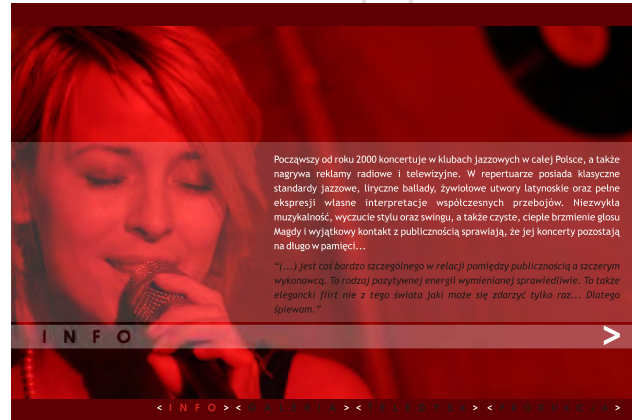 Począwszy od roku 2000 koncertuje w klubach jazzowych w całej Polsce, a także
nagrywa reklamy radiowe i telewizyjne. W repertuarze posiada klasyczne
standardy jazzowe, liryczne ballady, żywiołowe utwory latynoskie oraz pełne
ekspresji własne interpretacje współczesnych przebojów. Niezwykła
muzykalność, wyczucie stylu oraz swingu, a także czyste, ciepłe brzmienie głosu
Magdy i wyjątkowy kontakt z publicznością sprawiają, że jej koncerty pozostają
na długo w pamięci...
"(...) jest coś bardzo szczególnego w relacji pomiędzy publicznością a szczerym
wykonawcą. To rodzaj pozytywnej energii wymienianej sprawiedliwie. To także
elegancki flirt nie z tego świata jaki może się zdarzyć tylko raz... Dlatego
śpiewam."
INFO >
< INFO > < > < > < >